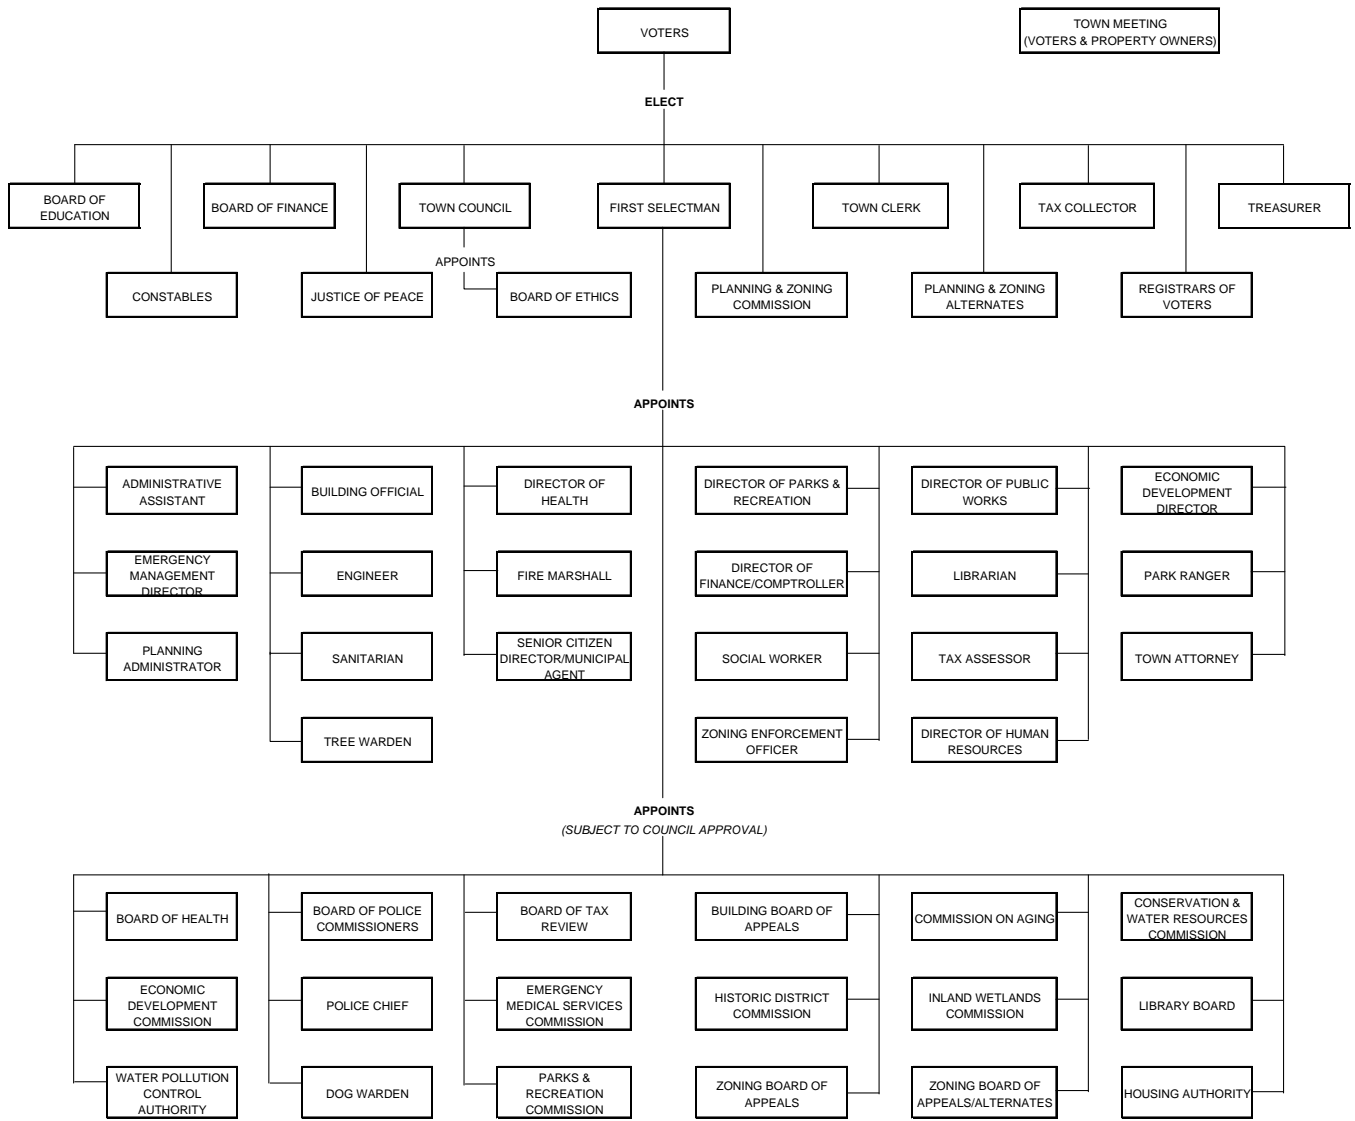 VOTERS
TOWN MEETING
(VOTERS & PROPERTY OWNERS)
ELECT
BOARD OF
EDUCATION
BOARD OF FINANCE
TOWN COUNCIL
FIRST SELECTMAN
TOWN CLERK
TAX COLLECTOR
TREASURER
APPOINTS
CONSTABLES
JUSTICE OF PEACE
BOARD OF ETHICS
PLANNING & ZONING
COMMISSION
PLANNING & ZONING
ALTERNATES
REGISTRARS OF
VOTERS
APPOINTS
ADMINISTRATIVE
ASSISTANT
BUILDING OFFICIAL
DIRECTOR OF
HEALTH
DIRECTOR OF PARKS &
RECREATION
DIRECTOR OF PUBLIC
WORKS
ECONOMIC
DEVELOPMENT
DIRECTOR
EMERGENCY
MANAGEMENT
DIRECTOR
ENGINEER
FIRE MARSHALL
DIRECTOR OF
FINANCE/COMPTROLLER
LIBRARIAN
PARK RANGER
PLANNING
ADMINISTRATOR
SANITARIAN
SENIOR CITIZEN
DIRECTOR/MUNICIPAL
AGENT
SOCIAL WORKER
TAX ASSESSOR
TOWN ATTORNEY
TREE WARDEN
ZONING ENFORCEMENT
OFFICER
DIRECTOR OF HUMAN
RESOURCES
APPOINTS
(SUBJECT TO COUNCIL APPROVAL)
BOARD OF HEALTH
BOARD OF POLICE
COMMISSIONERS
BOARD OF TAX
REVIEW
BUILDING BOARD OF
APPEALS
COMMISSION ON AGING
CONSERVATION &
WATER RESOURCES
COMMISSION
ECONOMIC
DEVELOPMENT
COMMISSION
POLICE CHIEF
EMERGENCY
MEDICAL SERVICES
COMMISSION
HISTORIC DISTRICT
COMMISSION
INLAND WETLANDS
COMMISSION
LIBRARY BOARD
WATER POLLUTION
CONTROL
AUTHORITY
DOG WARDEN
PARKS &
RECREATION
COMMISSION
ZONING BOARD OF
APPEALS
ZONING BOARD OF
APPEALS/ALTERNATES
HOUSING AUTHORITY